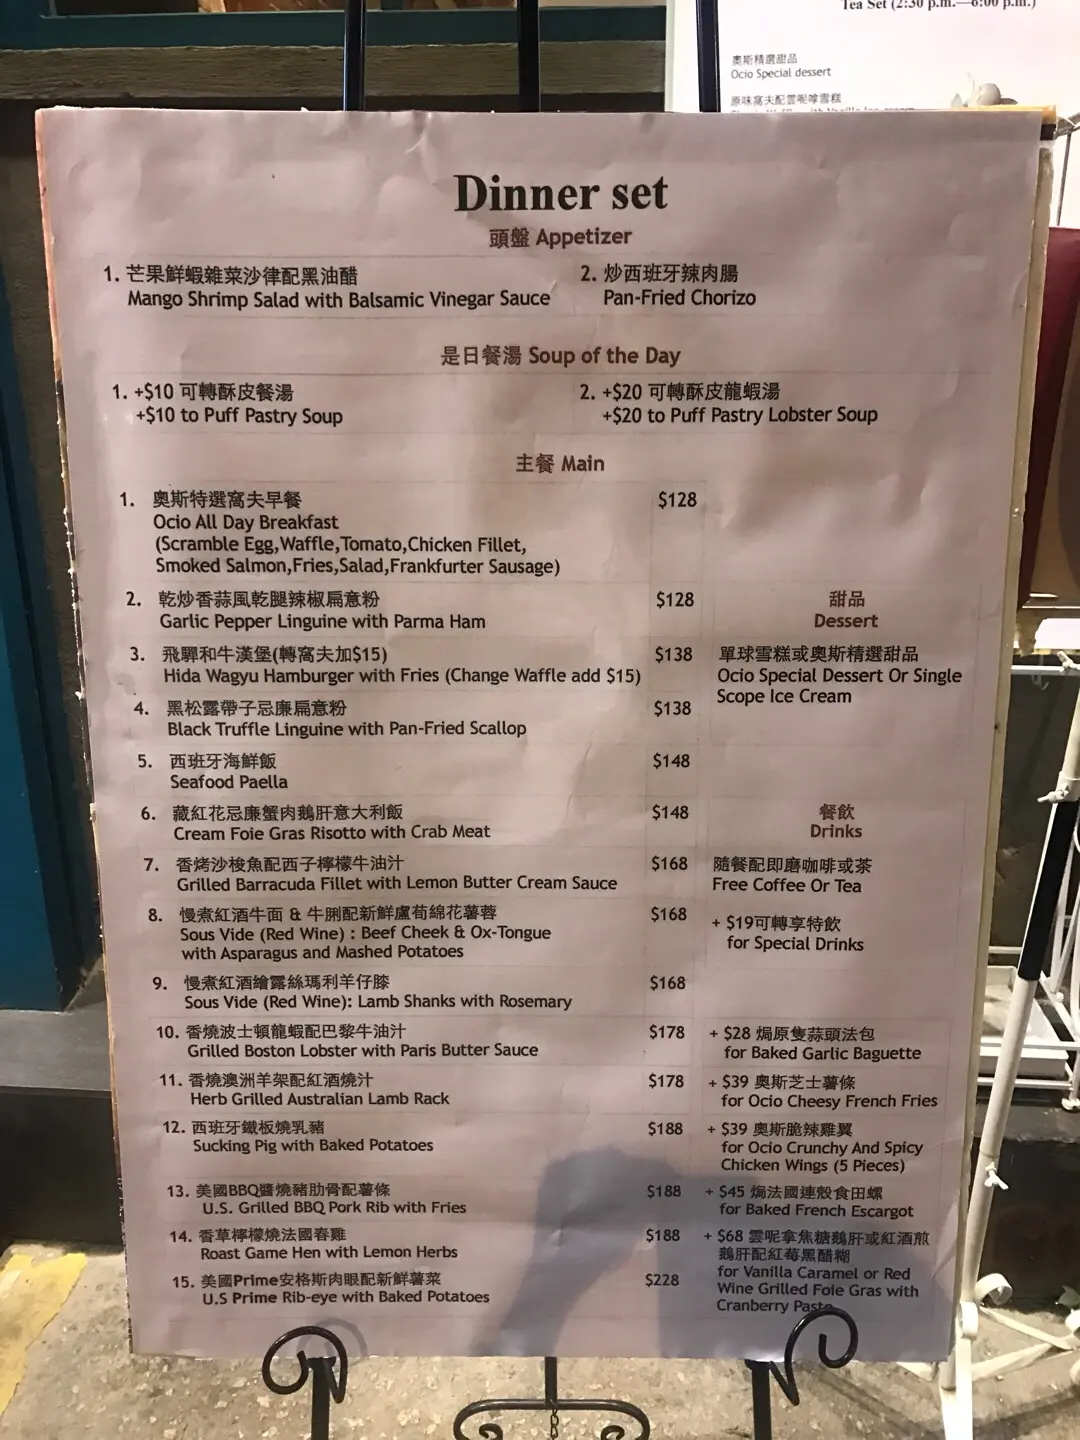 Tea Set (2:30 p.m.—6:00 p.m.)
奧斯精選甜品
Ocio Special dessert
原味窩夫配雲呢嗱雪糕
Dinner set
頭盤 Appetizer
1. 芒果鮮蝦雜菜沙律配黑油醋
Mango Shrimp Salad with Balsamic Vinegar Sauce
2. 炒西班牙辣肉腸
Pan-Fried Chorizo
是日餐湯 Soup of the Day
1. +$10 可轉酥皮餐湯
+$10 to Puff Pastry Soup
2. +$20 可轉酥皮龍蝦湯
+$20 to Puff Pastry Lobster Soup
主餐 Main
1. 奧斯特選窩夫早餐 $128
Ocio All Day Breakfast
(Scramble Egg,Waffle,Tomato,Chicken Fillet,
Smoked Salmon,Fries,Salad,Frankfurter Sausage)
2. 乾炒香蒜風乾腿辣椒扁意粉 $128
Garlic Pepper Linguine with Parma Ham
3. 飛驒和牛漢堡(轉窩夫加$15) $138
Hida Wagyu Hamburger with Fries (Change Waffle add $15)
4. 黑松露帶子忌廉扁意粉 $138
Black Truffle Linguine with Pan-Fried Scallop
5. 西班牙海鮮飯 $148
Seafood Paella
6. 藏紅花忌廉蟹肉鵝肝意大利飯 $148
Cream Foie Gras Risotto with Crab Meat
7. 香烤沙梭魚配西子檸檬牛油汁 $168
Grilled Barracuda Fillet with Lemon Butter Cream Sauce
8. 慢煮紅酒牛面 & 牛脷配新鮮盧荀綿花薯蓉 $168
Sous Vide (Red Wine) : Beef Cheek & Ox-Tongue
with Asparagus and Mashed Potatoes
9. 慢煮紅酒繪露絲瑪利羊仔膝 $168
Sous Vide (Red Wine): Lamb Shanks with Rosemary
10. 香燒波士頓龍蝦配巴黎牛油汁 $178
Grilled Boston Lobster with Paris Butter Sauce
11. 香燒澳洲羊架配紅酒燒汁 $178
Herb Grilled Australian Lamb Rack
12. 西班牙鐵板燒乳豬 $188
Sucking Pig with Baked Potatoes
13. 美國BBQ醬燒豬肋骨配薯條 $188
U.S. Grilled BBQ Pork Rib with Fries
14. 香草檸檬燒法國春雞 $188
Roast Game Hen with Lemon Herbs
15. 美國Prime安格斯肉眼配新鮮薯菜 $228
U.S Prime Rib-eye with Baked Potatoes
甜品
Dessert
單球雪糕或奧斯精選甜品
Ocio Special Dessert Or Single
Scope Ice Cream
餐飲
Drinks
隨餐配即磨咖啡或茶
Free Coffee Or Tea
+ $19可轉享特飲
for Special Drinks
+ $28 焗原隻蒜頭法包
for Baked Garlic Baguette
+ $39 奧斯芝士薯條
for Ocio Cheesy French Fries
+ $39 奧斯脆辣雞翼
for Ocio Crunchy And Spicy
Chicken Wings (5 Pieces)
+ $45 焗法國連殼食田螺
for Baked French Escargot
+ $68 雲呢拿焦糖鵝肝或紅酒煎
鵝肝配紅莓黑醋糊
for Vanilla Caramel or Red
Wine Grilled Foie Gras with
Cranberry Paste